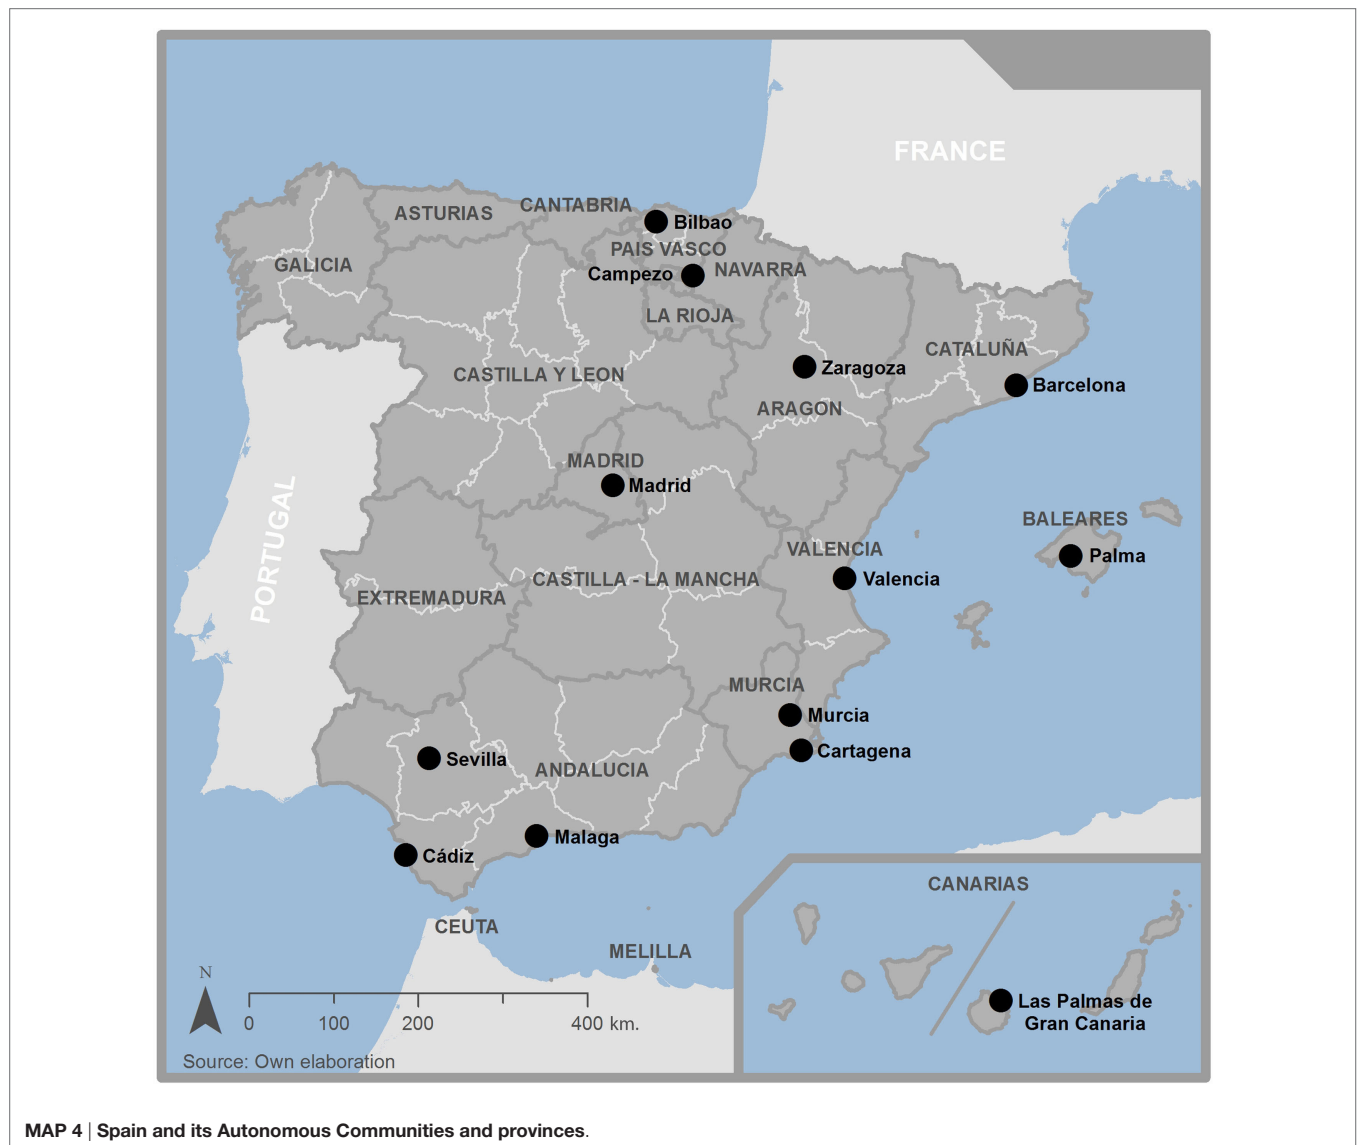 FRANCE
CANTABRIA
ASTURIAS
Bilbao
PAIS VASCO
GALICIA
Campezo
NAVARRA
LA RIOJA
CATALUÑA
Zaragoza
CASTILLA Y LEON
Barcelona
ARAGON
MADRID
Madrid
PORTUGAL
BALEARES
VALENCIA
Palma
CASTILLA - LA MANCHA
Valencia
EXTREMADURA
MURCIA
Murcia
Cartagena
Sevilla
ANDALUCIA
Malaga
Cádiz
CANARIAS
CEUTA
MELILLA
N
Las Palmas de
Gran Canaria
0 100 200 400 km.
Source: Own elaboration
MAP 4 | Spain and its Autonomous Communities and provinces.